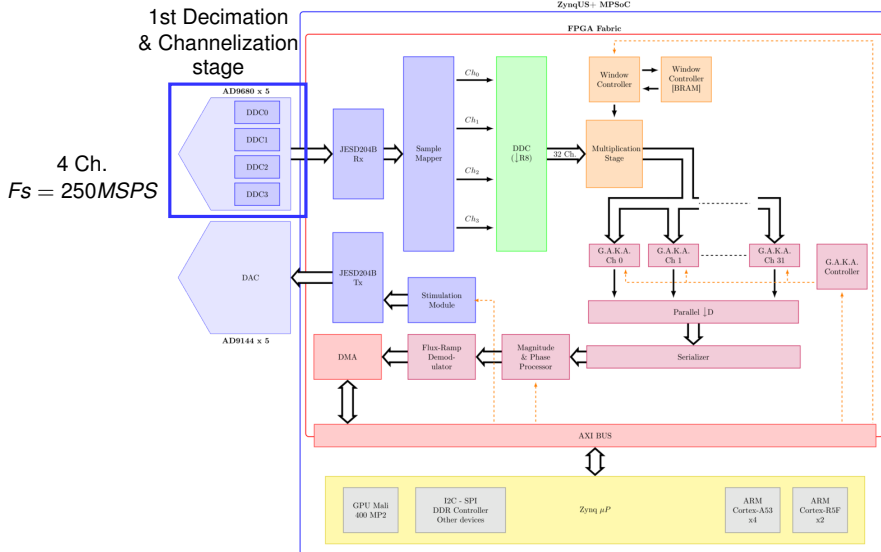 ZynqUS+ MPSoC
1st Decimation
& Channelization
stage
FPGA Fabric
AD9680 x 5
DDC0
DDC1
DDC2
DDC3
4 Ch.
Fs = 250MSPS
JESD204B
Rx
Sample
Mapper
Ch₀
Ch₁
Ch₂
Ch₃
DDC
(↓R8)
32 Ch.
Window
Controller
Window
Controller
[BRAM]
Multiplication
Stage
G.A.K.A.
Ch 0
G.A.K.A.
Ch 1
G.A.K.A.
Ch 31
G.A.K.A.
Controller
DAC
AD9144 x 5
JESD204B
Tx
Stimulation
Module
Parallel ↓D
Serializer
Magnitude
& Phase
Processor
Flux-Ramp
Demod-
ulator
DMA
AXI BUS
GPU Mali
400 MP2
I2C - SPI
DDR Controller
Other devices
Zynq μP
ARM
Cortex-A53
x4
ARM
Cortex-R5F
x2